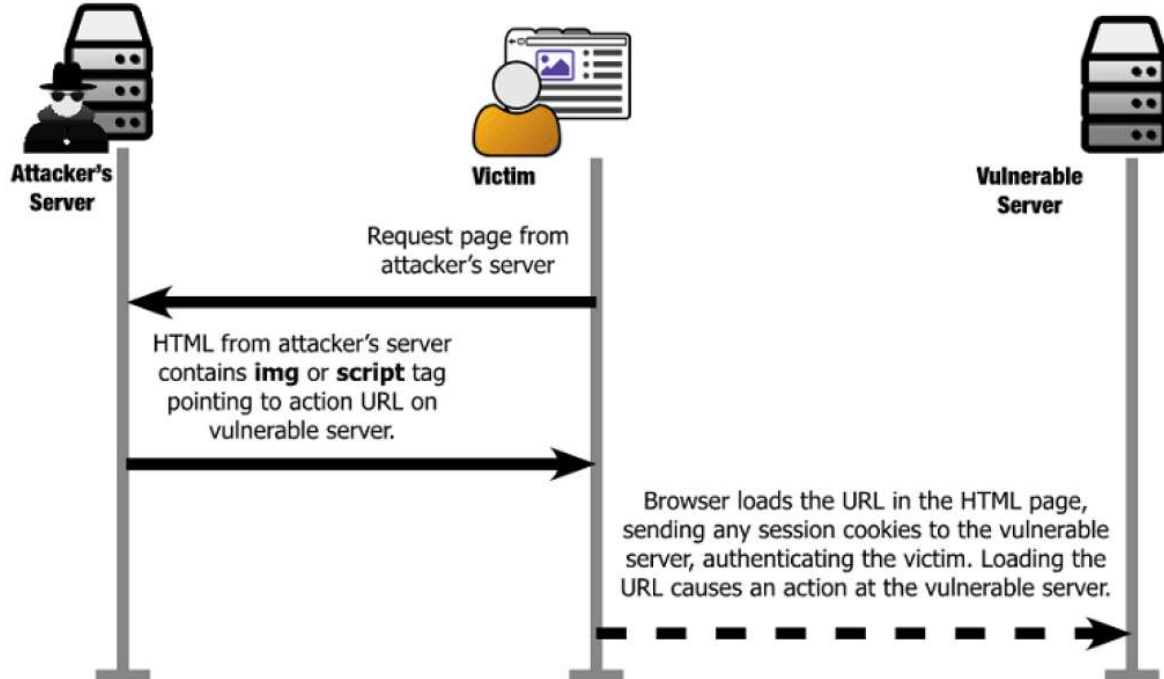 Attacker's
Server
Victim
Vulnerable
Server
Request page from
attacker's server
HTML from attacker's server
contains img or script tag
pointing to action URL on
vulnerable server.
Browser loads the URL in the HTML page,
sending any session cookies to the vulnerable
server, authenticating the victim. Loading the
URL causes an action at the vulnerable server.